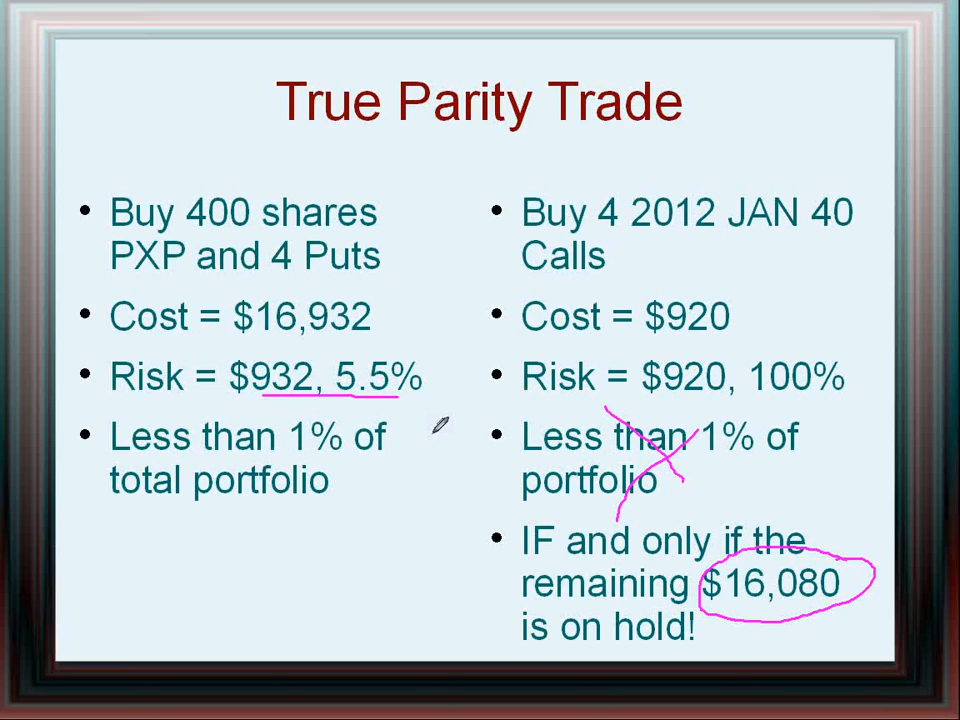 True Parity Trade
• Buy 400 shares
PXP and 4 Puts
• Cost = $16,932
• Risk = $932, 5.5%
• Less than 1% of
total portfolio
• Buy 4 2012 JAN 40
Calls
• Cost = $920
• Risk = $920, 100%
• Less than 1% of
portfolio
• IF and only if the
remaining $16,080
is on hold!